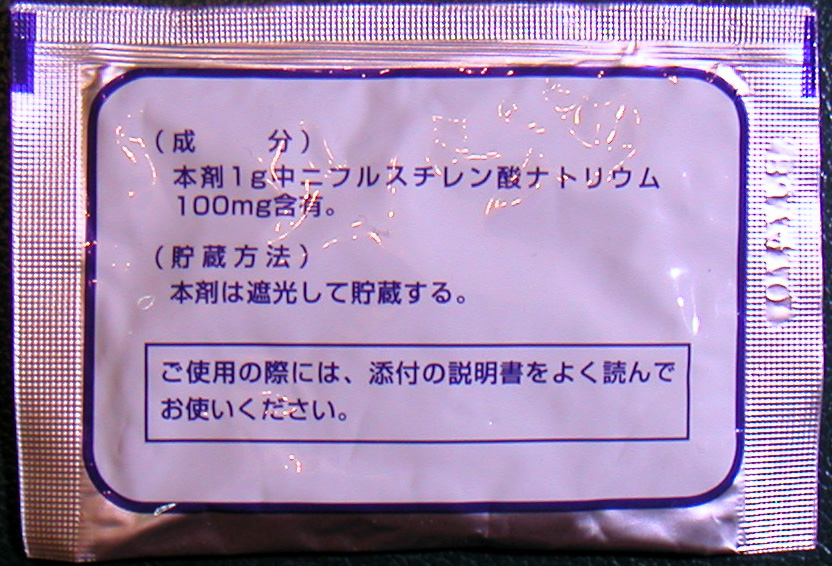 （成　　分）
本剤1g中ニフルスチレン酸ナトリウム
100mg含有。
（貯蔵方法）
本剤は遮光して貯蔵する。
ご使用の際には、添付の説明書をよく読んで
お使いください。